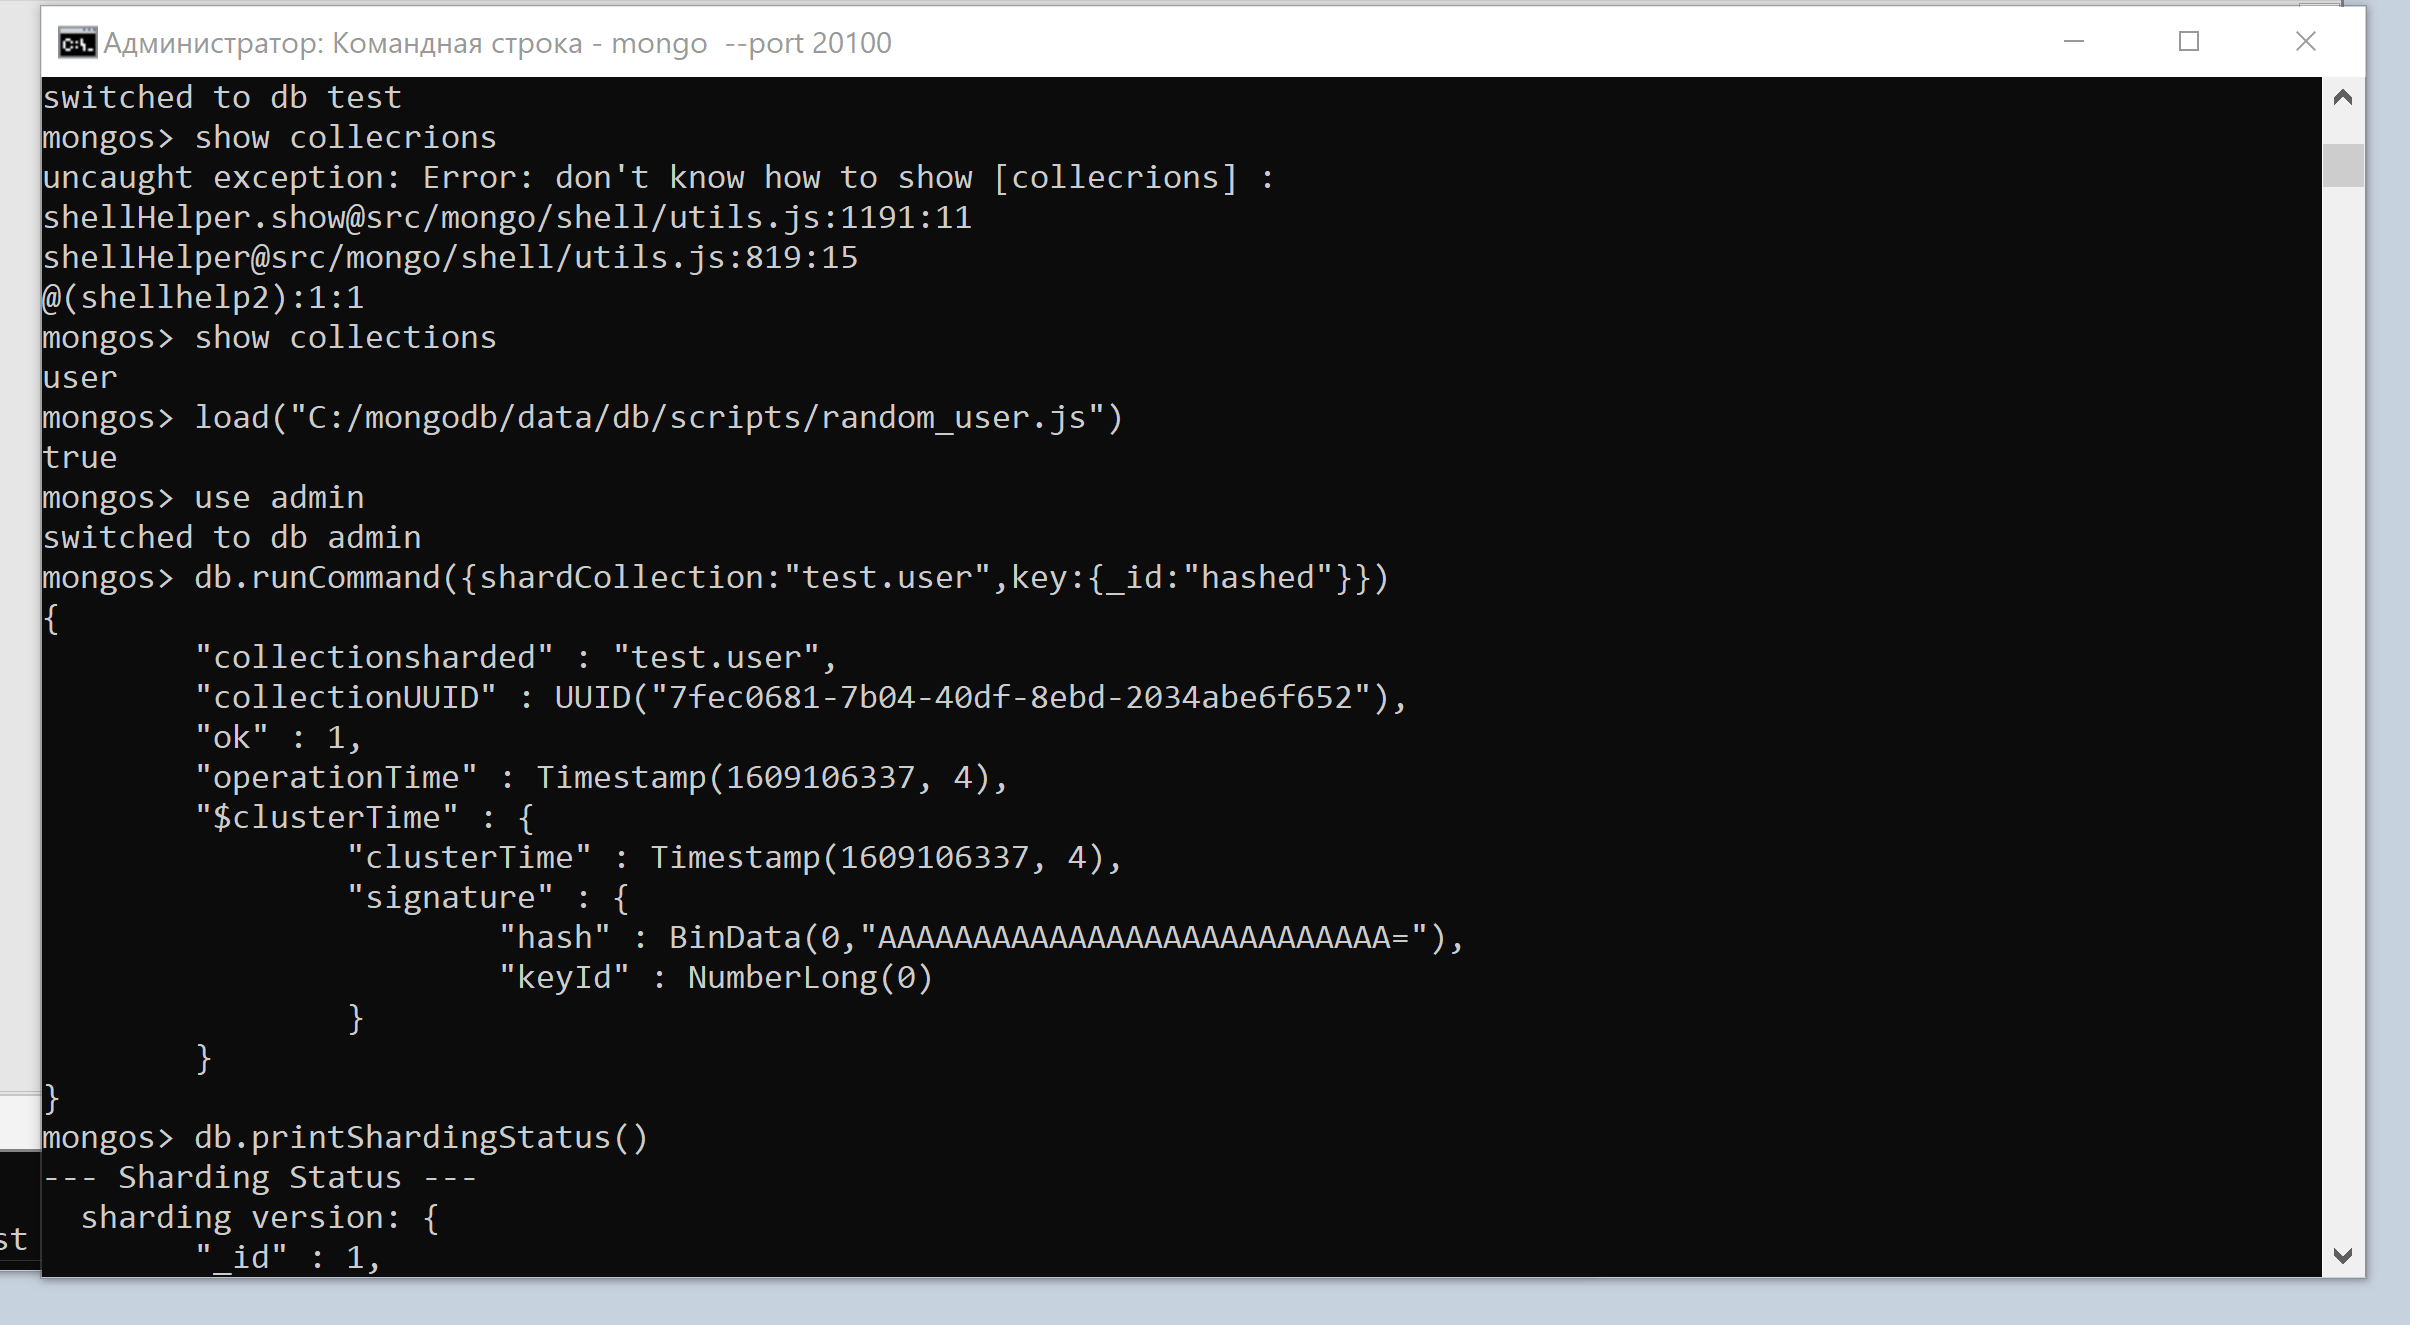 Администратор: Командная строка - mongo  --port 20100
switched to db test
mongos> show collecrions
uncaught exception: Error: don't know how to show [collecrions] :
shellHelper.show@src/mongo/shell/utils.js:1191:11
shellHelper@src/mongo/shell/utils.js:819:15
@(shellhelp2):1:1
mongos> show collections
user
mongos> load("C:/mongodb/data/db/scripts/random_user.js")
true
mongos> use admin
switched to db admin
mongos> db.runCommand({shardCollection:"test.user",key:{_id:"hashed"}})
{
        "collectionsharded" : "test.user",
        "collectionUUID" : UUID("7fec0681-7b04-40df-8ebd-2034abe6f652"),
        "ok" : 1,
        "operationTime" : Timestamp(1609106337, 4),
        "$clusterTime" : {
                "clusterTime" : Timestamp(1609106337, 4),
                "signature" : {
                        "hash" : BinData(0,"AAAAAAAAAAAAAAAAAAAAAAAAAAA="),
                        "keyId" : NumberLong(0)
                }
        }
}
mongos> db.printShardingStatus()
--- Sharding Status ---
  sharding version: {
st
        "_id" : 1,